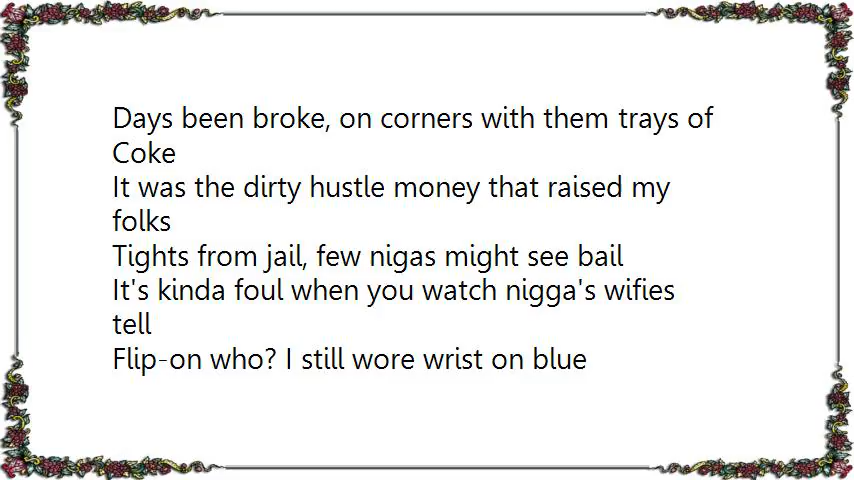 Days been broke, on corners with them trays of
Coke
It was the dirty hustle money that raised my
folks
Tights from jail, few nigas might see bail
It's kinda foul when you watch nigga's wifies
tell
Flip-on who? I still wore wrist on blue